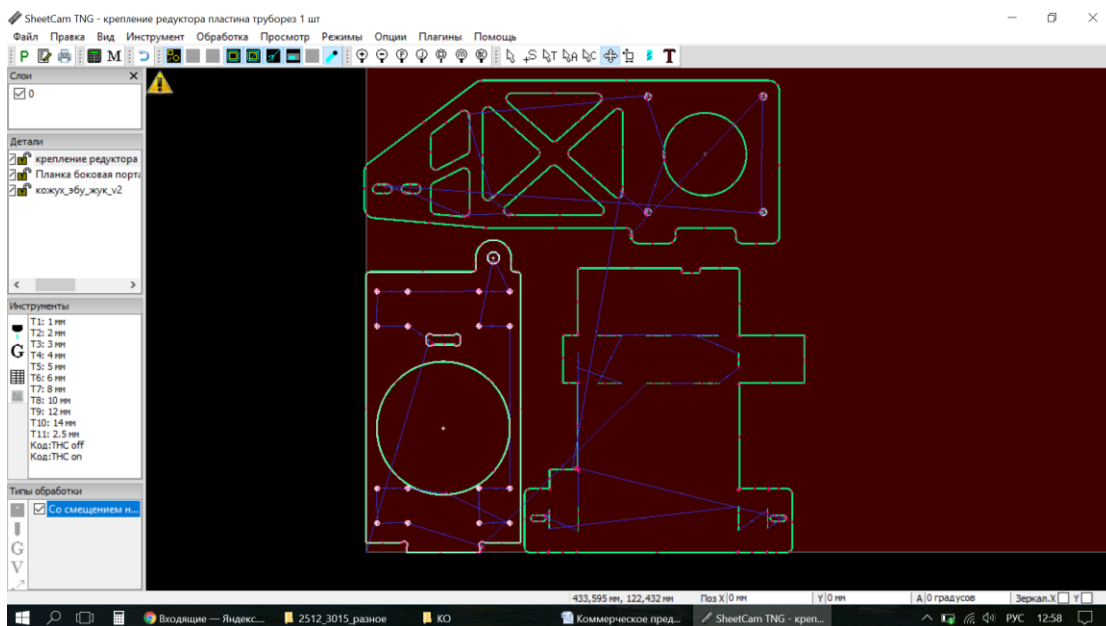 SheetCam TNG - крепление редуктора пластина труборез 1 шт
Файл Правка Вид Инструмент Обработка Просмотр Режимы Опции Плагины Помощь
P M
S T A C T
Слои
0
Детали
крепление редуктора
Планка боковая порта
кожух_эбу_жук_v2
Инструменты
T1: 1 мм
T2: 2 мм
T3: 3 мм
T4: 4 мм
T5: 5 мм
T6: 6 мм
T7: 8 мм
T8: 10 мм
T9: 12 мм
T10: 14 мм
T11: 2.5 мм
Код:THC off
Код:THC on
G
Типы обработки
Со смещением н...
G
V
433,595 мм, 122,432 мм Поз X 0 мм Y 0 мм A 0 градусов Зеркал.X Y
Входящие — Яндекс.... 2512_3015_разное КО Коммерческое пред... SheetCam TNG - креп... РУС 12:58